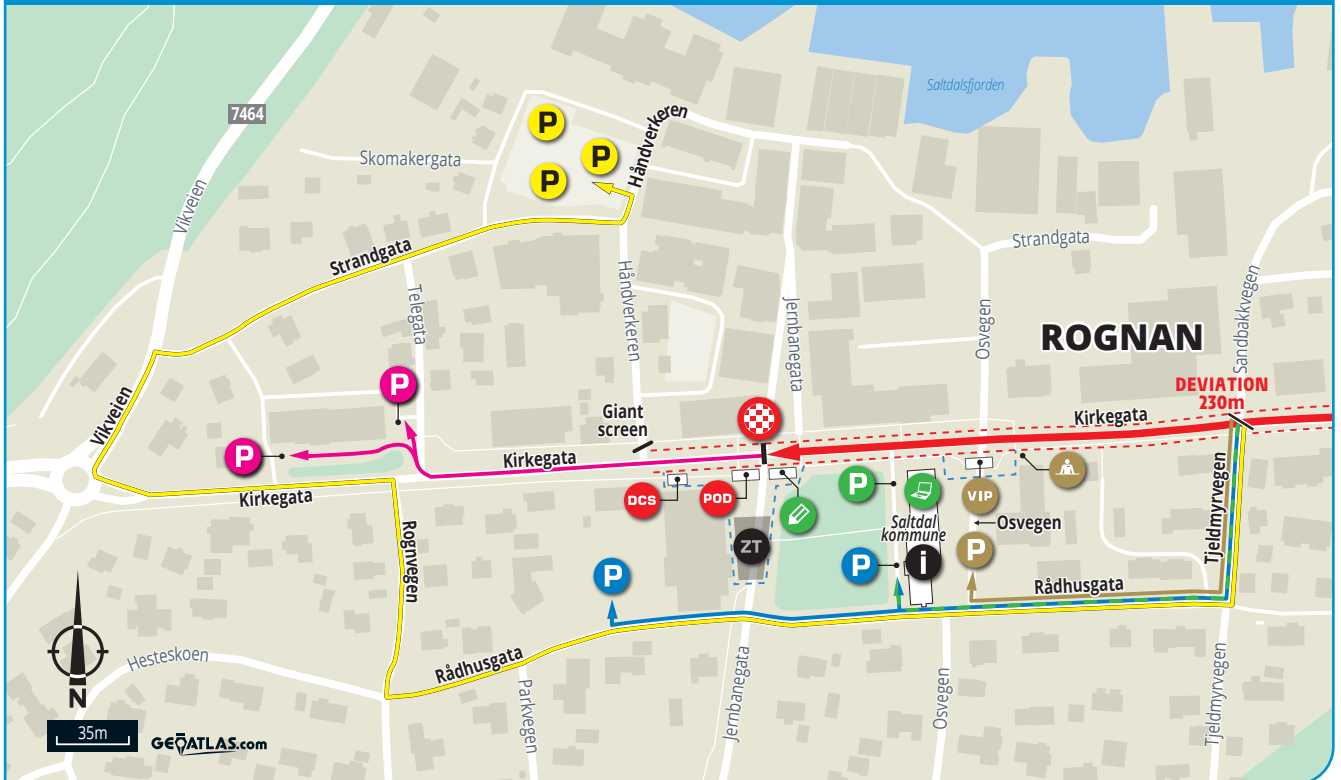 Saltdalsfjorden
7464
P
P
P
Håndverkeren
Skomakergata
Vikveien
Strandgata
Strandgata
Telegata
Håndverkeren
Jernbanegata
Osvegen
Sandbakkvegen
ROGNAN
DEVIATION
230m
P
P
Vikveien
Giant
screen
Kirkegata
Kirkegata
Kirkegata
DCS
POD
P
VIP
Saltdal
kommune
Osvegen
Tjeldmyrvegen
Rognvegen
ZT
P
P
i
P
Rådhusgata
Rådhusgata
Hesteskoen
Parkvegen
Jernbanegata
Osvegen
Tjeldmyrvegen
N
35m
GEOATLAS.com